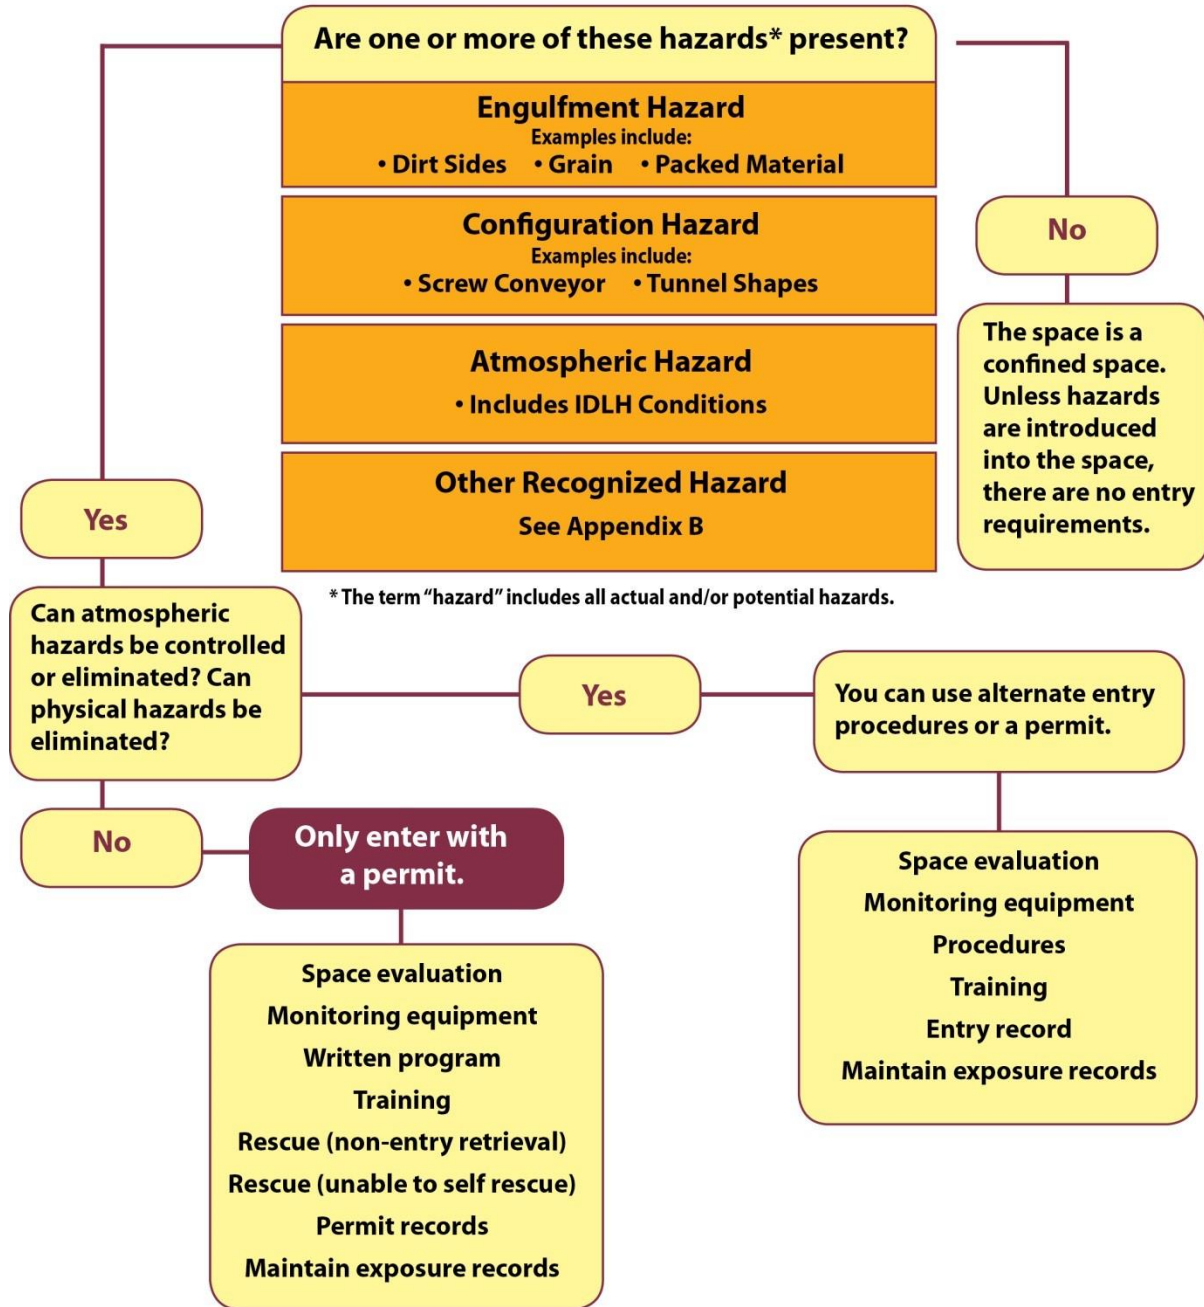 Are one or more of these hazards* present?
Engulfment Hazard
Examples include:
• Dirt Sides • Grain • Packed Material
Configuration Hazard
Examples include:
• Screw Conveyor • Tunnel Shapes
Atmospheric Hazard
• Includes IDLH Conditions
Other Recognized Hazard
See Appendix B
* The term “hazard” includes all actual and/or potential hazards.
No
The space is a
confined space.
Unless hazards
are introduced
into the space,
there are no entry
requirements.
Yes
Can atmospheric
hazards be controlled
or eliminated? Can
physical hazards be
eliminated?
Yes
You can use alternate entry
procedures or a permit.
Space evaluation
Monitoring equipment
Procedures
Training
Entry record
Maintain exposure records
No
Only enter with
a permit.
Space evaluation
Monitoring equipment
Written program
Training
Rescue (non-entry retrieval)
Rescue (unable to self rescue)
Permit records
Maintain exposure records